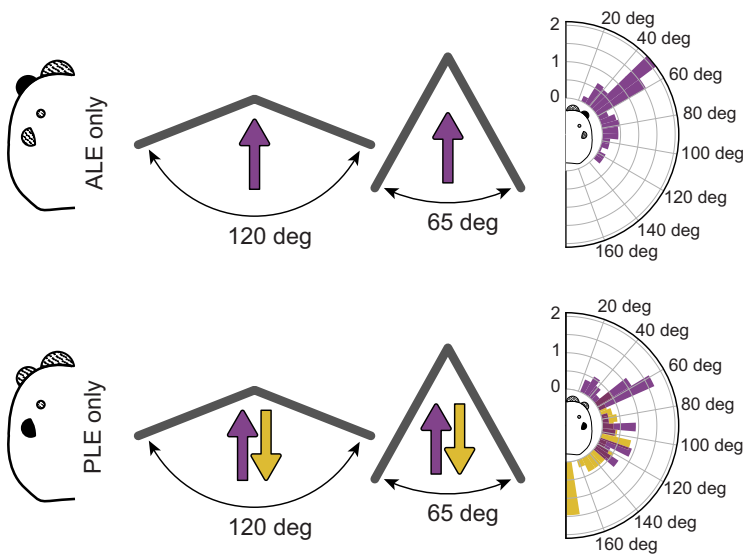 ALE only
120 deg
65 deg
2
1
0
20 deg
40 deg
60 deg
80 deg
100 deg
120 deg
140 deg
160 deg
PLE only
120 deg
65 deg
2
1
0
20 deg
40 deg
60 deg
80 deg
100 deg
120 deg
140 deg
160 deg